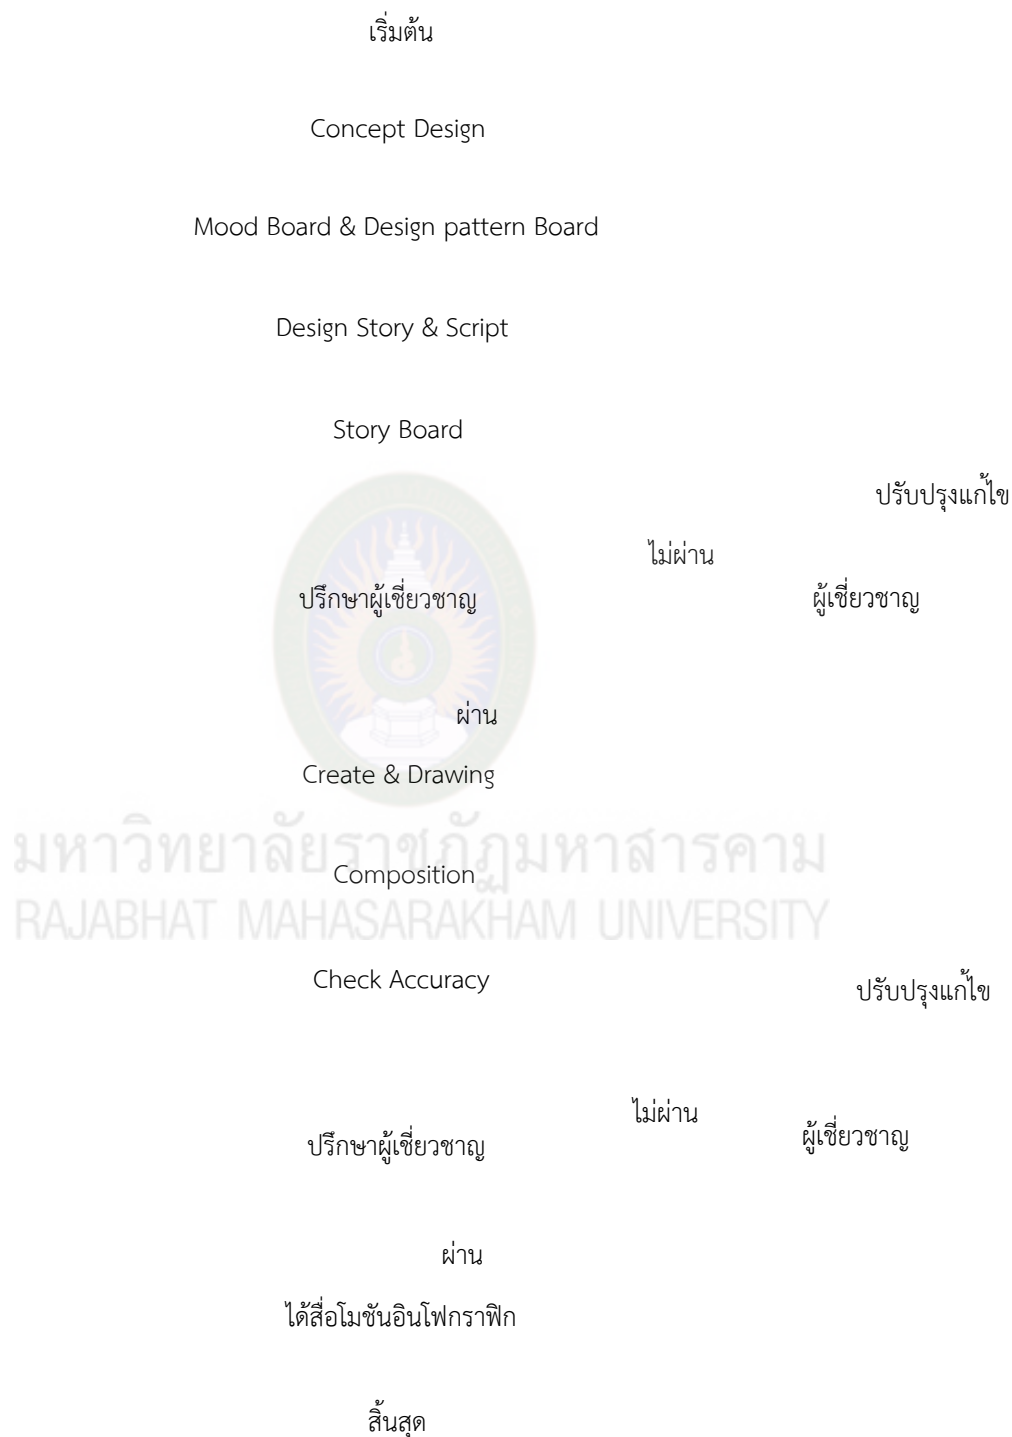 เริ่มต้น
Concept Design
Mood Board & Design pattern Board
Design Story & Script
Story Board
ปรับปรุงแก้ไข
ไม่ผ่าน
ปรึกษาผู้เชี่ยวชาญ
ผู้เชี่ยวชาญ
ผ่าน
Create & Drawing
มหาวิทยาลัยราชภัฏมหาสารคาม
Composition
RAJABHAT MAHASARAKHAM UNIVERSITY
Check Accuracy
ปรับปรุงแก้ไข
ไม่ผ่าน
ปรึกษาผู้เชี่ยวชาญ
ผู้เชี่ยวชาญ
ผ่าน
ได้สื่อโมชันอินโฟกราฟิก
สิ้นสุด